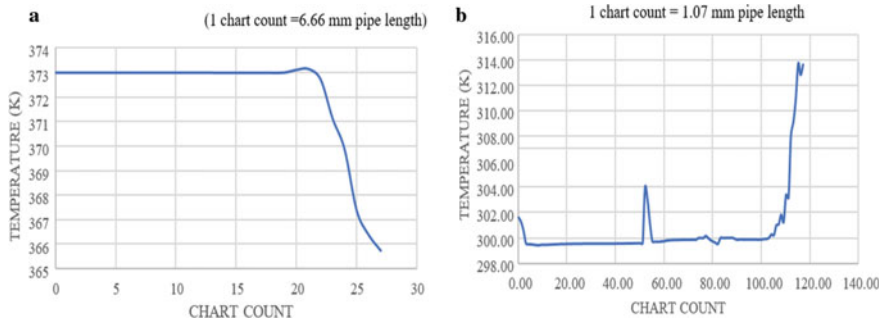 a
(1 chart count =6.66 mm pipe length)
374
373
372
371
370
369
368
367
366
365
TEMPERATURE (K)
0 5 10 15 20 25 30
CHART COUNT
b
1 chart count = 1.07 mm pipe length
316.00
314.00
312.00
310.00
308.00
306.00
304.00
302.00
300.00
298.00
TEMPERATURE (K)
0.00 20.00 40.00 60.00 80.00 100.00 120.00 140.00
CHART COUNT